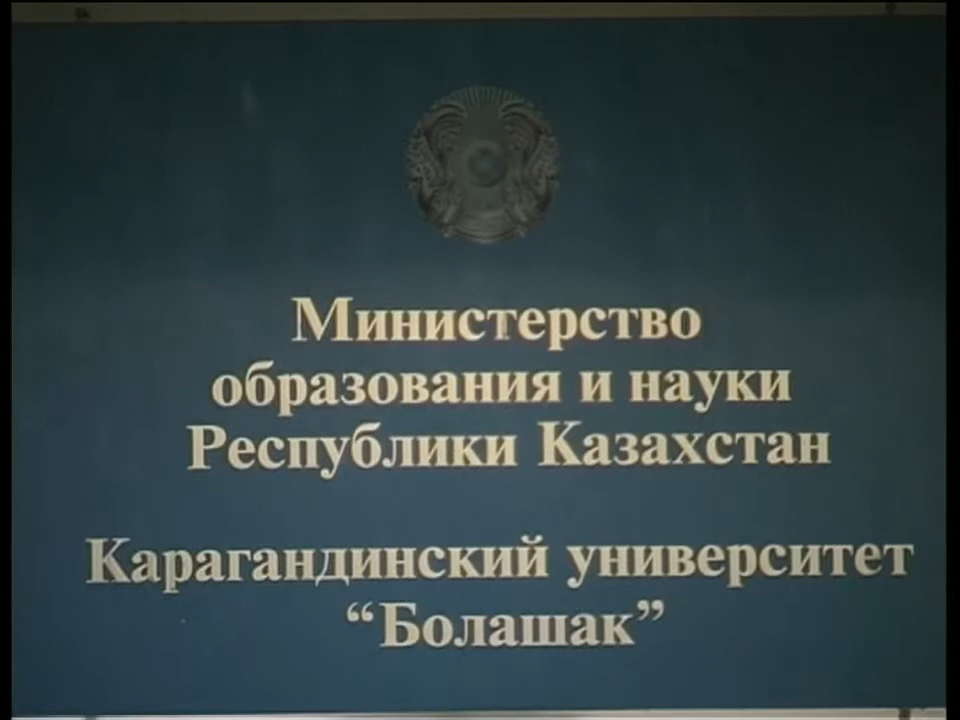 Министерство
образования и науки
Республики Казахстан
Карагандинский университет
“Болашак”